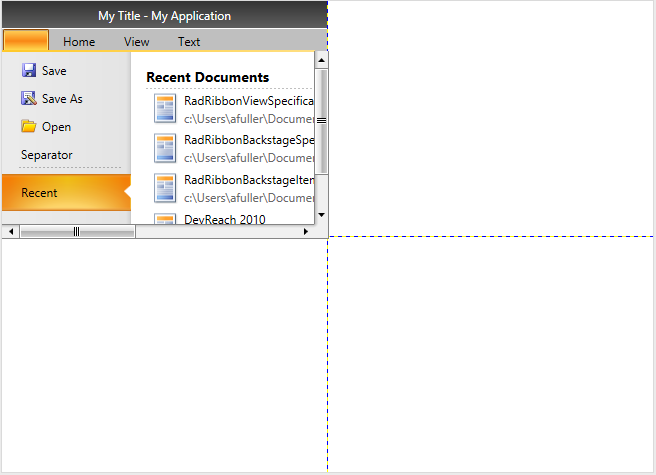 My Title - My Application
Home View Text
Save
Save As
Open
Separator
Recent
Recent Documents
RadRibbonViewSpecifica
c:\Users\afuller\Documen
RadRibbonBackstageSpe
c:\Users\afuller\Documen
RadRibbonBackstageItem
c:\Users\afuller\Documen
DevReach 2010